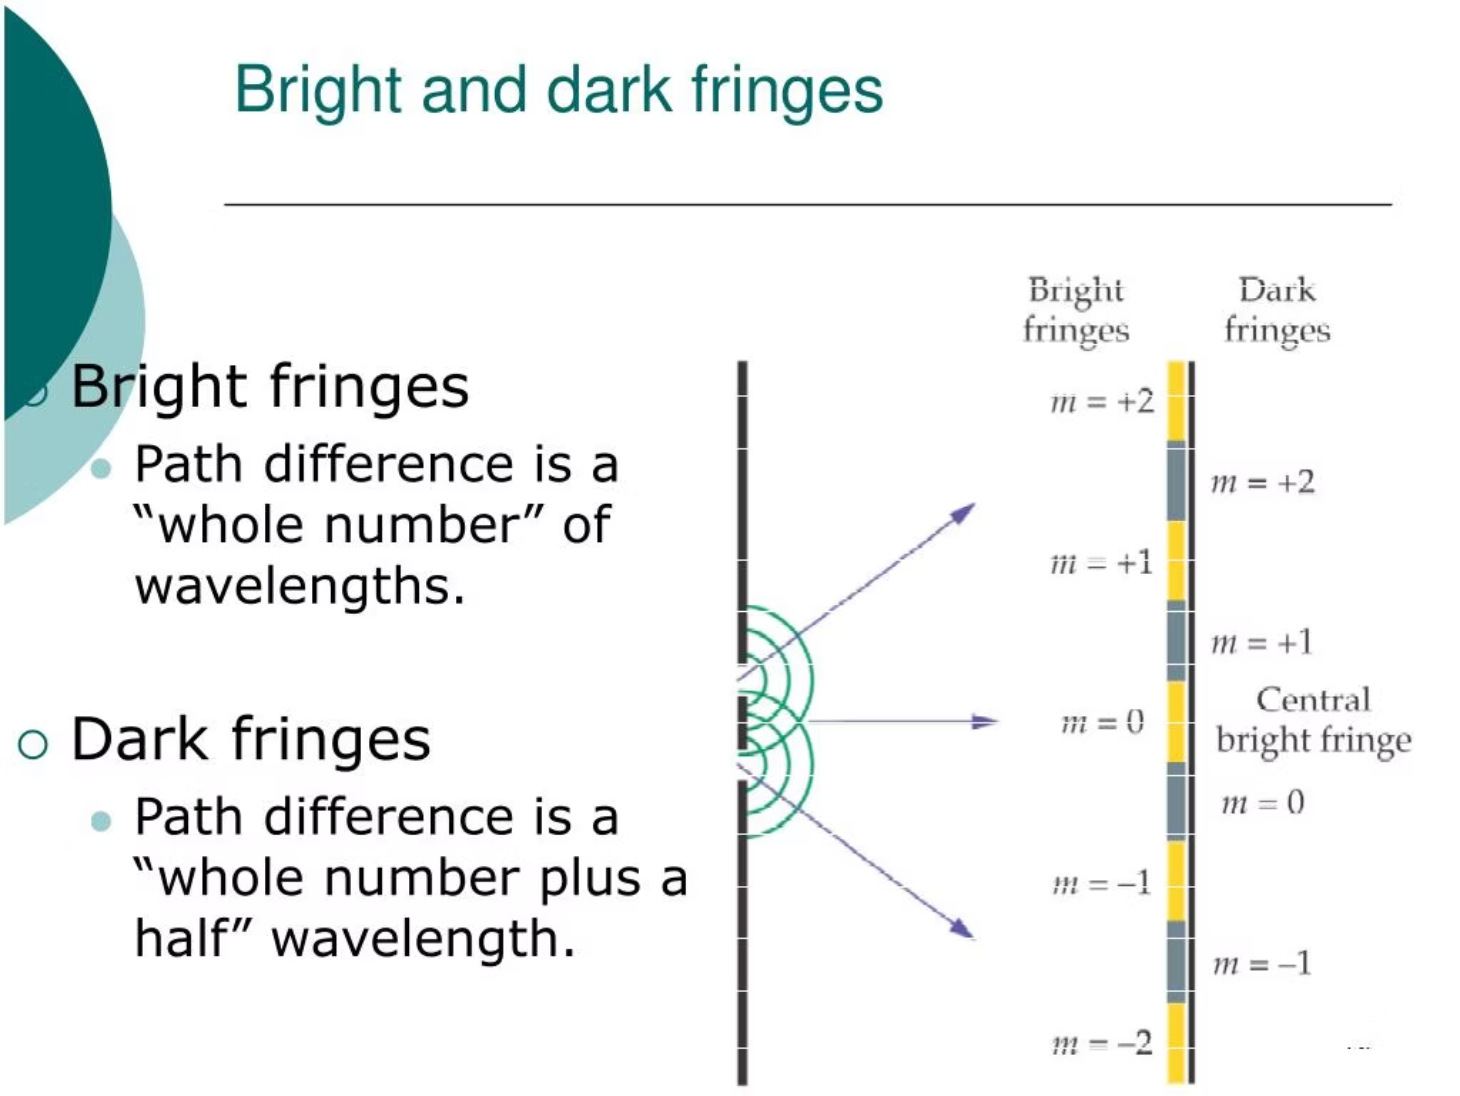 Bright and dark fringes
Bright fringes
Path difference is a
“whole number” of
wavelengths.
Dark fringes
Path difference is a
“whole number plus a
half” wavelength.
Bright
fringes
Dark
fringes
m = +2
m = +2
m = +1
m = +1
Central
bright fringe
m = 0
m = 0
m = –1
m = –1
m = –2